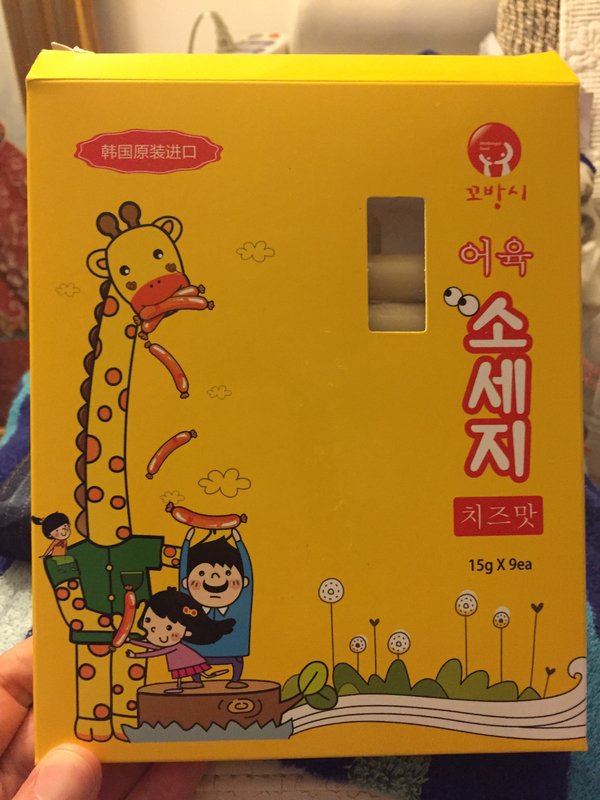 韩国原装进口
꼬방시
어육
소세지
치즈맛
15g X 9ea